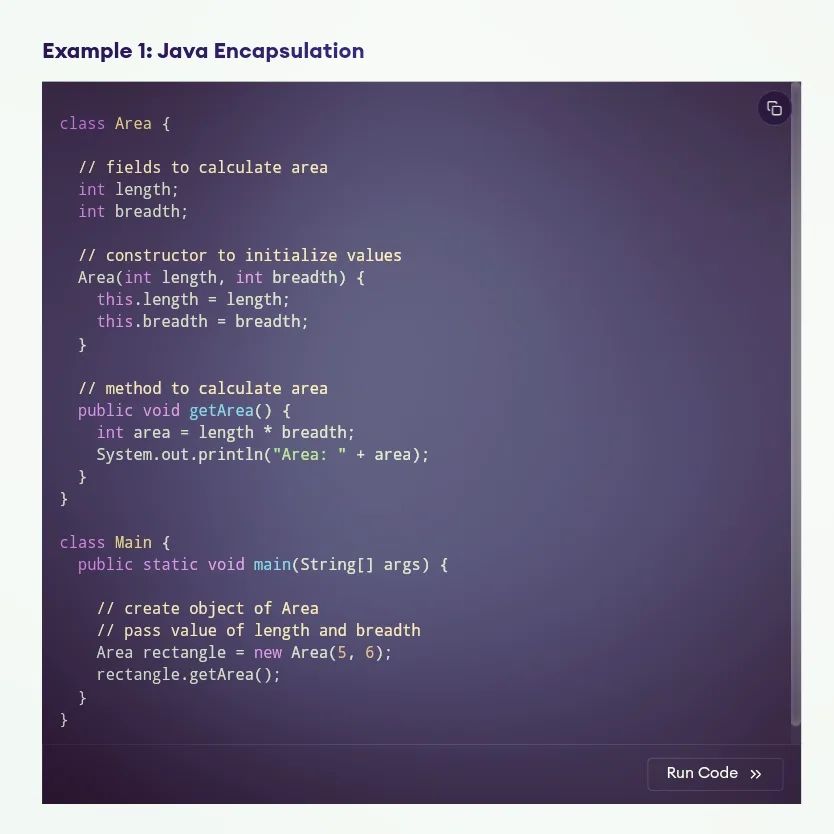 Example 1: Java Encapsulation
class Area {
// fields to calculate area
int length;
int breadth;
// constructor to initialize values
Area(int length, int breadth) {
this.length = length;
this.breadth = breadth;
}
// method to calculate area
public void getArea() {
int area = length * breadth;
System.out.println("Area: " + area);
}
}
class Main {
public static void main(String[] args) {
// create object of Area
// pass value of length and breadth
Area rectangle = new Area(5, 6);
rectangle.getArea();
}
}
Run Code »